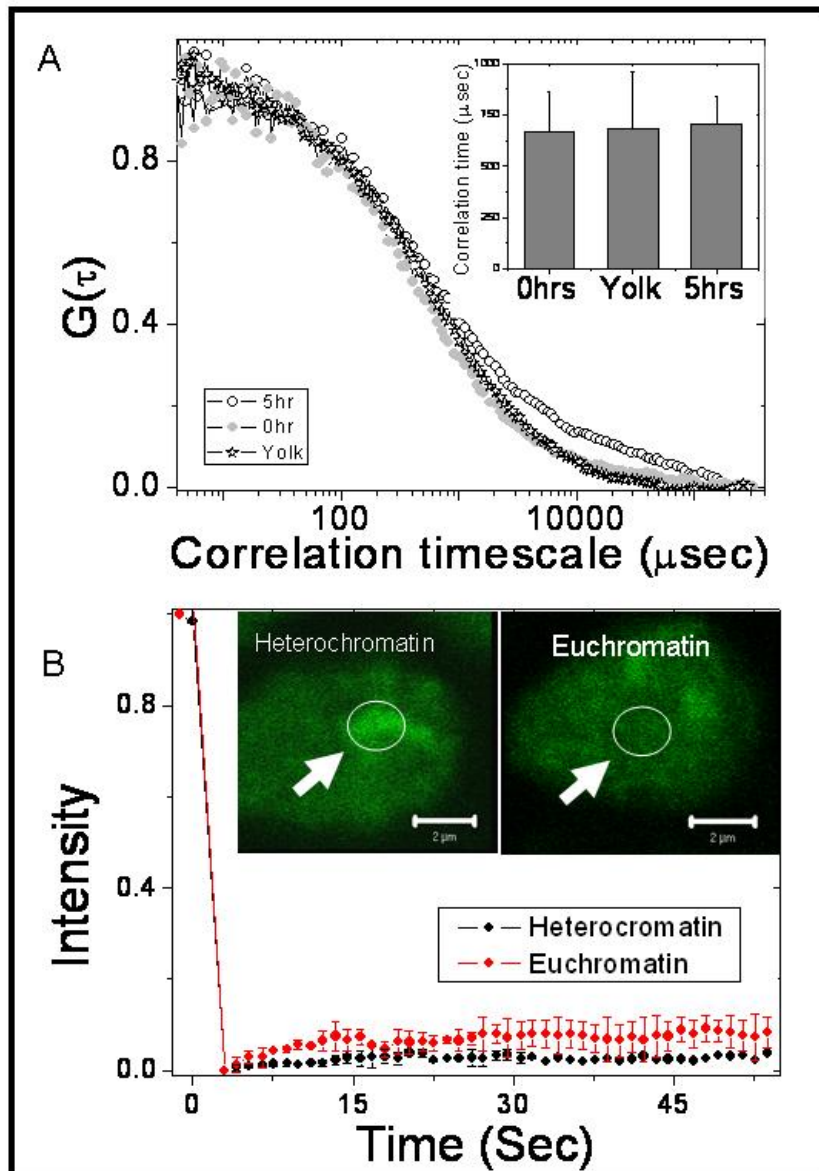 A
G(τ)
0.8
0.4
0.0
100
10000
Correlation timescale (μsec)
5hr
0hr
Yolk
Correlation time (μsec)
1000
750
500
250
0
0hrs
Yolk
5hrs
B
Intensity
0.8
0.4
0.0
0
15
30
45
Time (Sec)
Heterochromatin
2 μm
Euchromatin
2 μm
Heterocromatin
Euchromatin